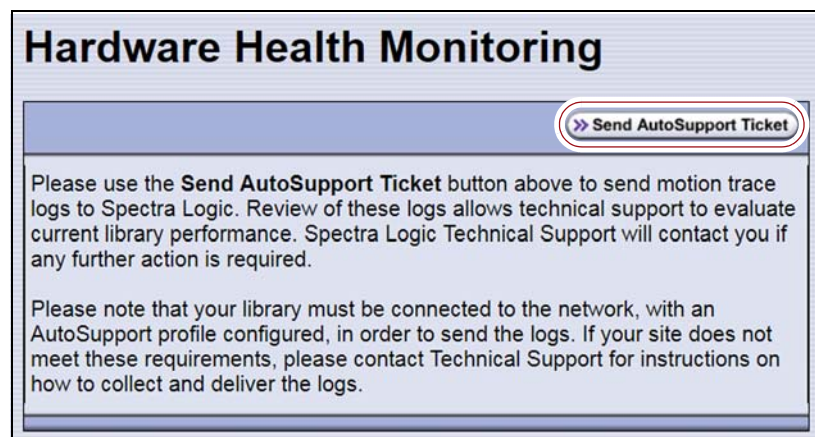 Hardware Health Monitoring
Send AutoSupport Ticket
Please use the Send AutoSupport Ticket button above to send motion trace
logs to Spectra Logic. Review of these logs allows technical support to evaluate
current library performance. Spectra Logic Technical Support will contact you if
any further action is required.
Please note that your library must be connected to the network, with an
AutoSupport profile configured, in order to send the logs. If your site does not
meet these requirements, please contact Technical Support for instructions on
how to collect and deliver the logs.